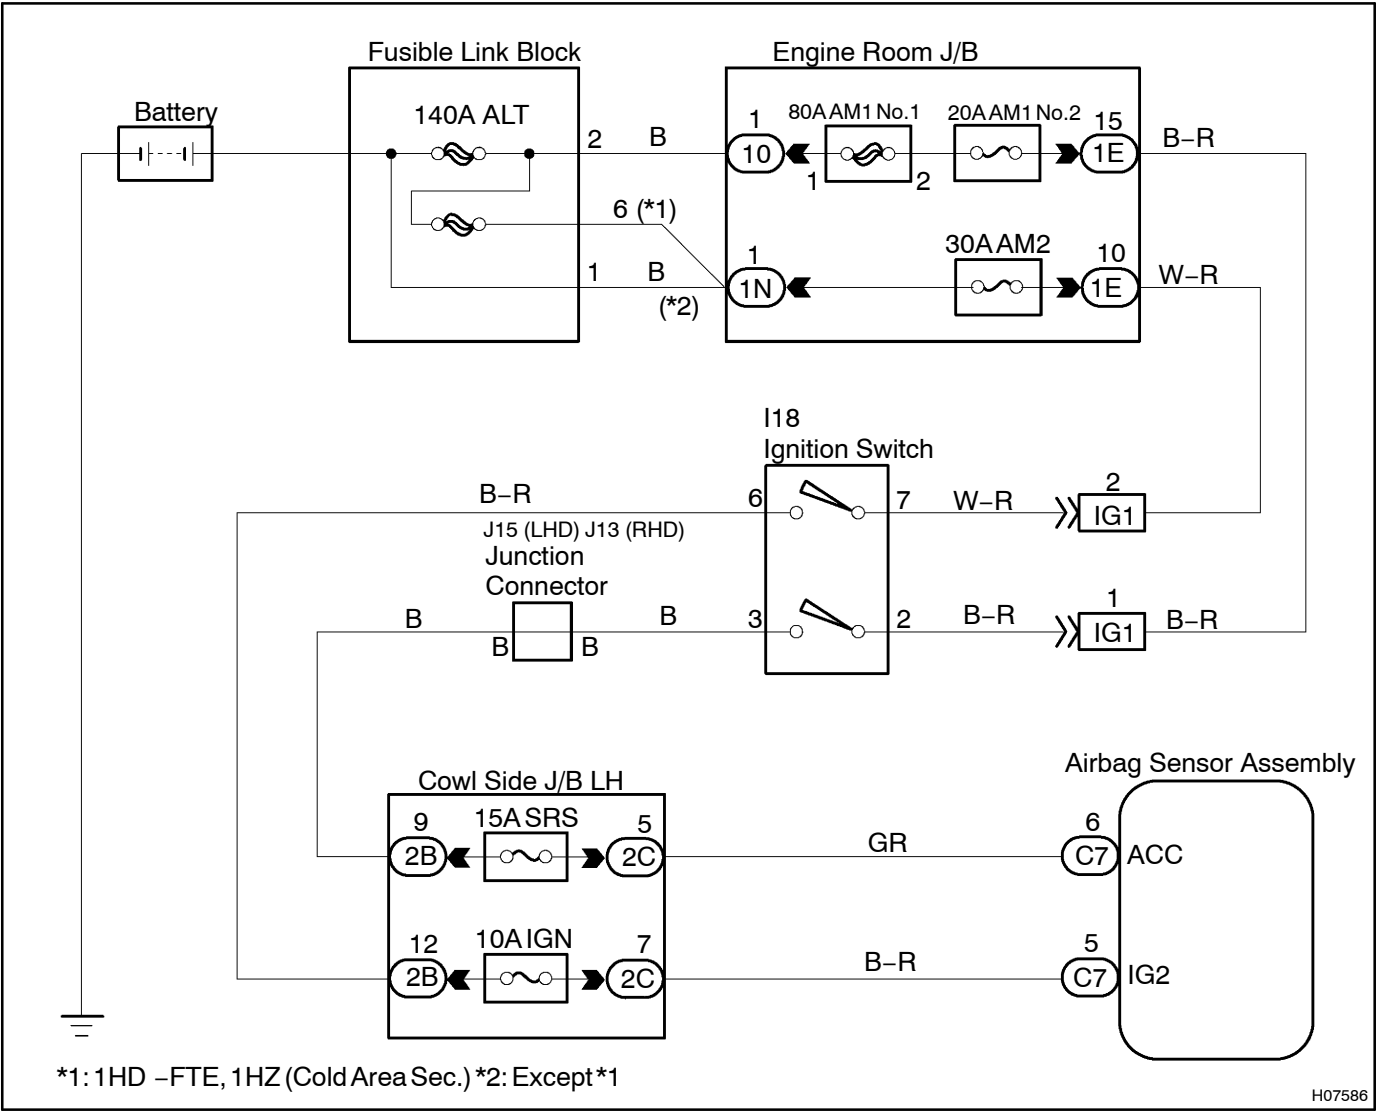 Fusible Link Block
Engine Room J/B
Battery
140A ALT
2
B
1
10
80A AM1 No.1
1
2
20A AM1 No.2
15
1E
B-R
6 (*1)
1
B
(*2)
1
1N
30A AM2
10
1E
W-R
I18
Ignition Switch
B-R
6
7
W-R
2
IG1
J15 (LHD) J13 (RHD)
Junction
Connector
B
B
B
B
3
2
B-R
1
IG1
B-R
Airbag Sensor Assembly
Cowl Side J/B LH
9
2B
15A SRS
5
2C
GR
6
C7
ACC
12
2B
10A IGN
7
2C
B-R
5
C7
IG2
*1: 1HD -FTE, 1HZ (Cold Area Sec.) *2: Except *1
H07586